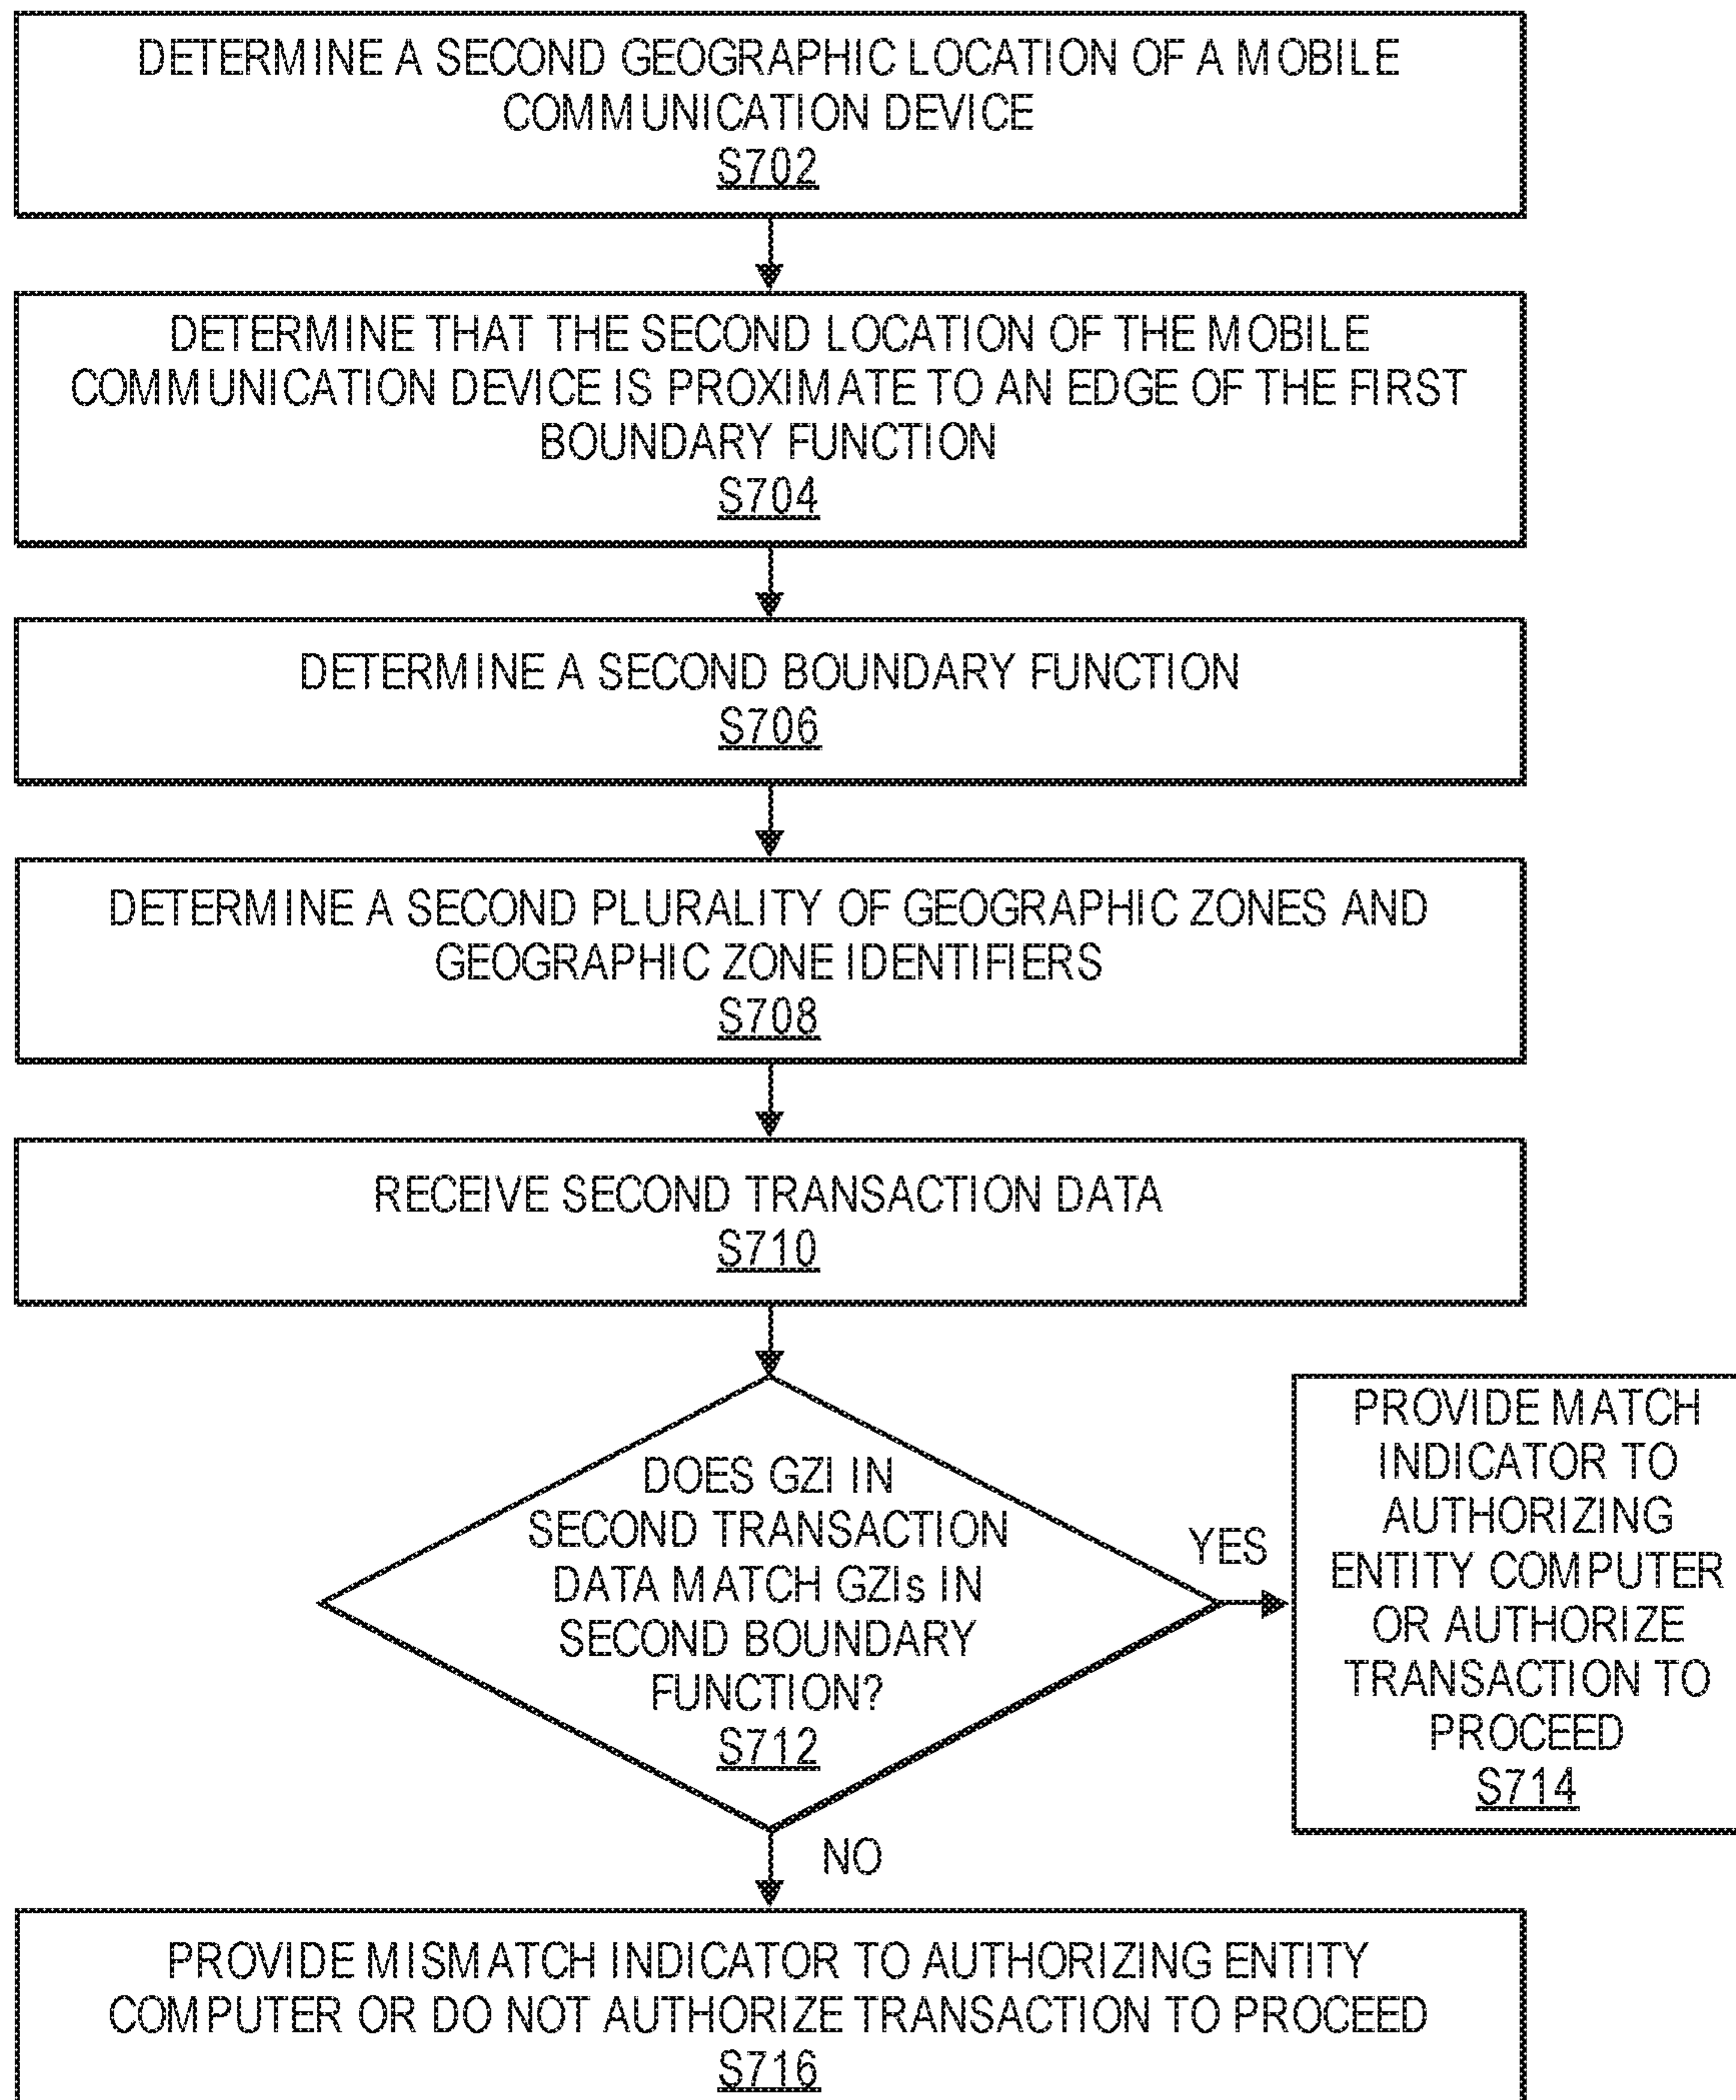 DETERMINE A SECOND GEOGRAPHIC LOCATION OF A MOBILE
COMMUNICATION DEVICE
S702
DETERMINE THAT THE SECOND LOCATION OF THE MOBILE
COMMUNICATION DEVICE IS PROXIMATE TO AN EDGE OF THE FIRST
BOUNDARY FUNCTION
S704
DETERMINE A SECOND BOUNDARY FUNCTION
S706
DETERMINE A SECOND PLURALITY OF GEOGRAPHIC ZONES AND
GEOGRAPHIC ZONE IDENTIFIERS
S708
RECEIVE SECOND TRANSACTION DATA
S710
DOES GZI IN
SECOND TRANSACTION
DATA MATCH GZIs IN
SECOND BOUNDARY
FUNCTION?
S712
YES
PROVIDE MATCH
INDICATOR TO
AUTHORIZING
ENTITY COMPUTER
OR AUTHORIZE
TRANSACTION TO
PROCEED
S714
NO
PROVIDE MISMATCH INDICATOR TO AUTHORIZING ENTITY
COMPUTER OR DO NOT AUTHORIZE TRANSACTION TO PROCEED
S716